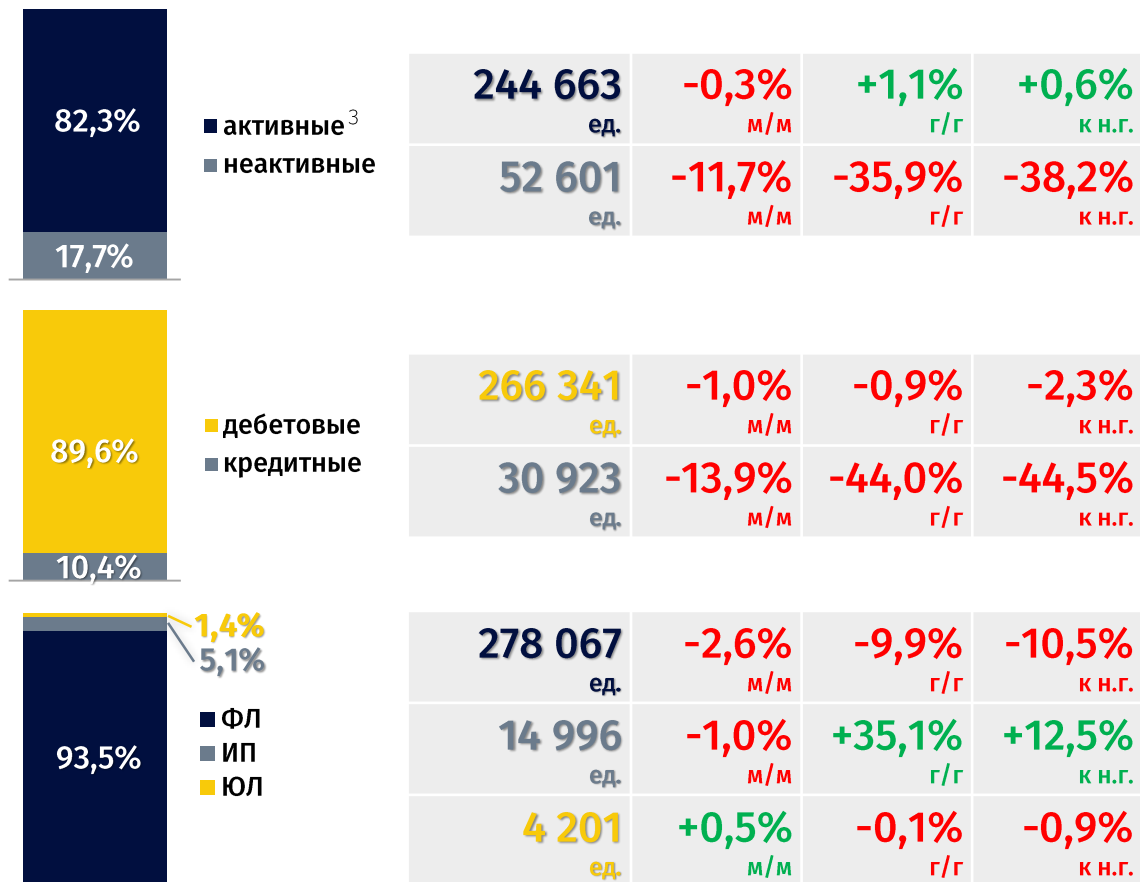 82,3%
17,7%
активные³
неактивные
244 663 -0,3% +1,1% +0,6%
ед. м/м г/г к н.г.
52 601 -11,7% -35,9% -38,2%
ед. м/м г/г к н.г.
89,6%
10,4%
дебетовые
кредитные
266 341 -1,0% -0,9% -2,3%
ед. м/м г/г к н.г.
30 923 -13,9% -44,0% -44,5%
ед. м/м г/г к н.г.
1,4%
5,1%
93,5%
ФЛ
ИП
ЮЛ
278 067 -2,6% -9,9% -10,5%
ед. м/м г/г к н.г.
14 996 -1,0% +35,1% +12,5%
ед. м/м г/г к н.г.
4 201 +0,5% -0,1% -0,9%
ед. м/м г/г к н.г.